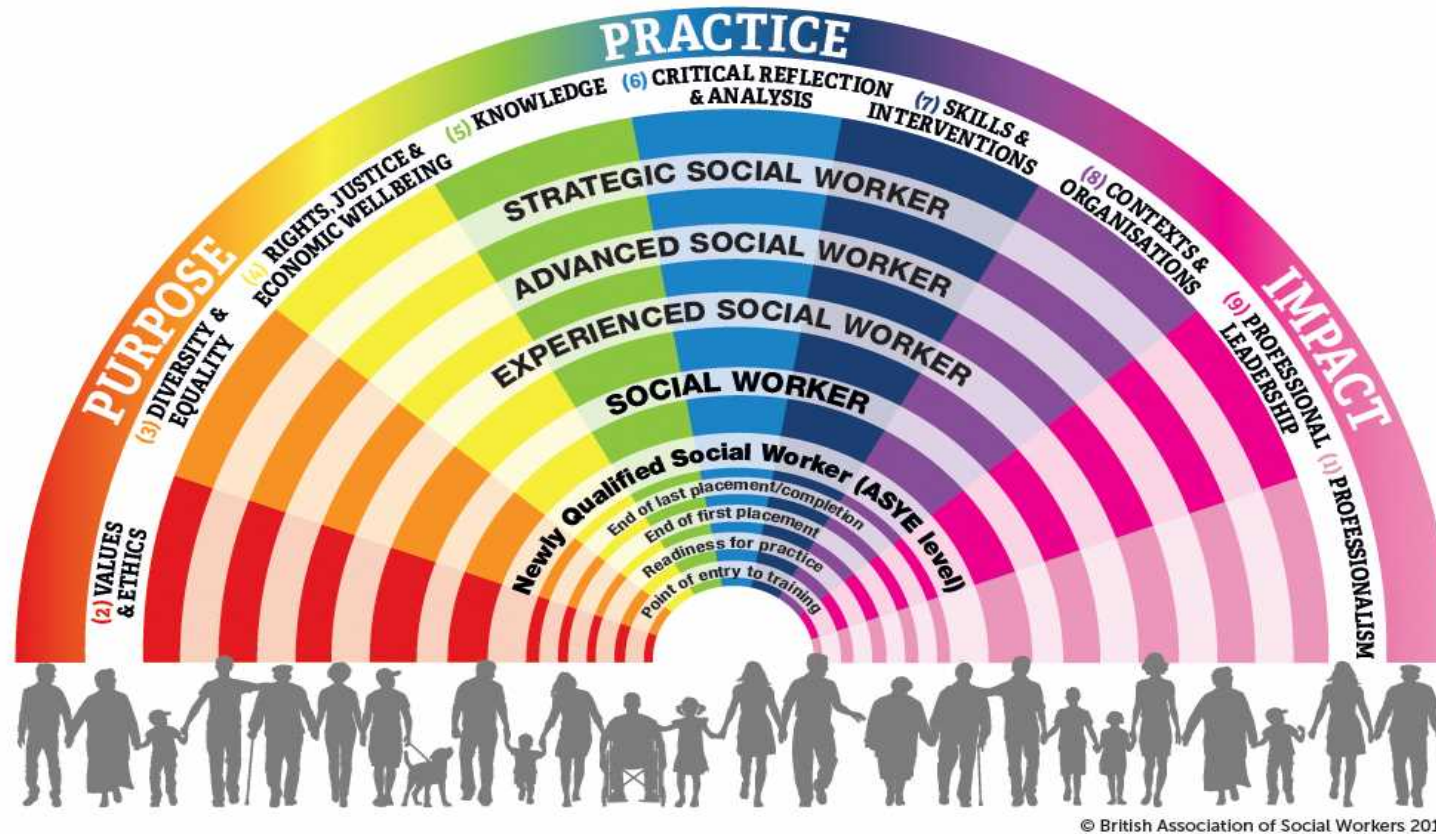 PURPOSE
PRACTICE
IMPACT
(2) VALUES
& ETHICS
(3) DIVERSITY &
EQUALITY
(4) RIGHTS, JUSTICE &
ECONOMIC WELLBEING
(5) KNOWLEDGE
(6) CRITICAL REFLECTION
& ANALYSIS
(7) SKILLS &
INTERVENTIONS
(8) CONTEXTS &
ORGANISATIONS
(9) PROFESSIONAL
LEADERSHIP
(1) PROFESSIONALISM
STRATEGIC SOCIAL WORKER
ADVANCED SOCIAL WORKER
EXPERIENCED SOCIAL WORKER
SOCIAL WORKER
Newly Qualified Social Worker (ASYE level)
End of last placement/completion
End of first placement
Readiness for practice
Point of entry to training
© British Association of Social Workers 201